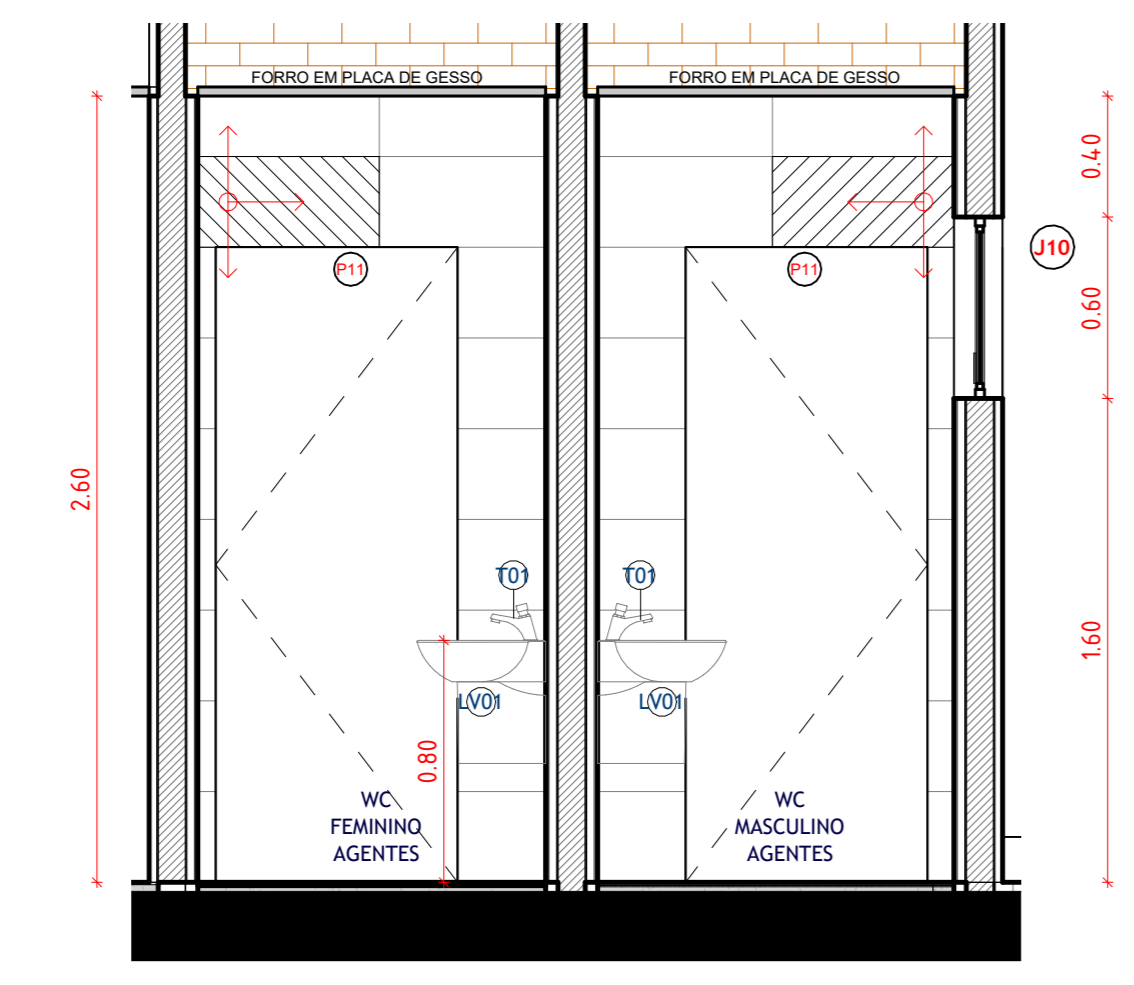 FORRO EM PLACA DE GESSO
FORRO EM PLACA DE GESSO
0.40
J10
P11
P11
0.60
2.60
T01
T01
1.60
LV01
LV01
0.80
WC
FEMININO
AGENTES
WC
MASCULINO
AGENTES